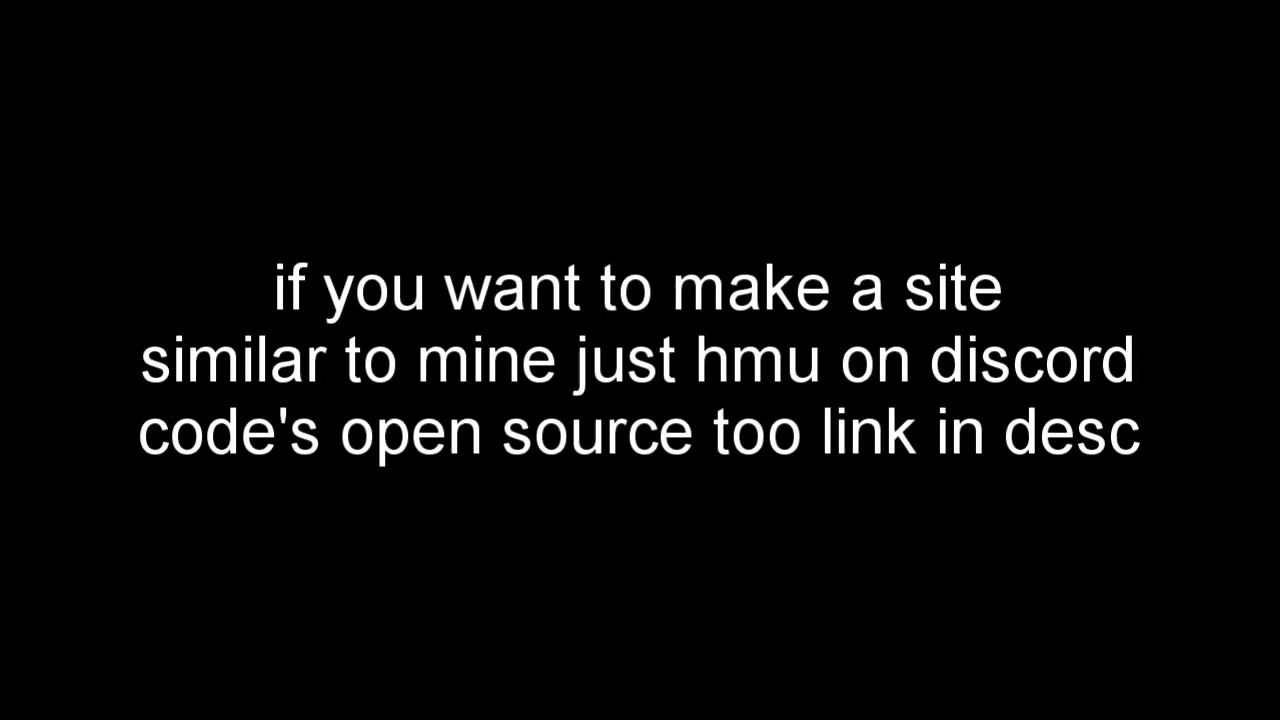 if you want to make a site
similar to mine just hmu on discord
code's open source too link in desc